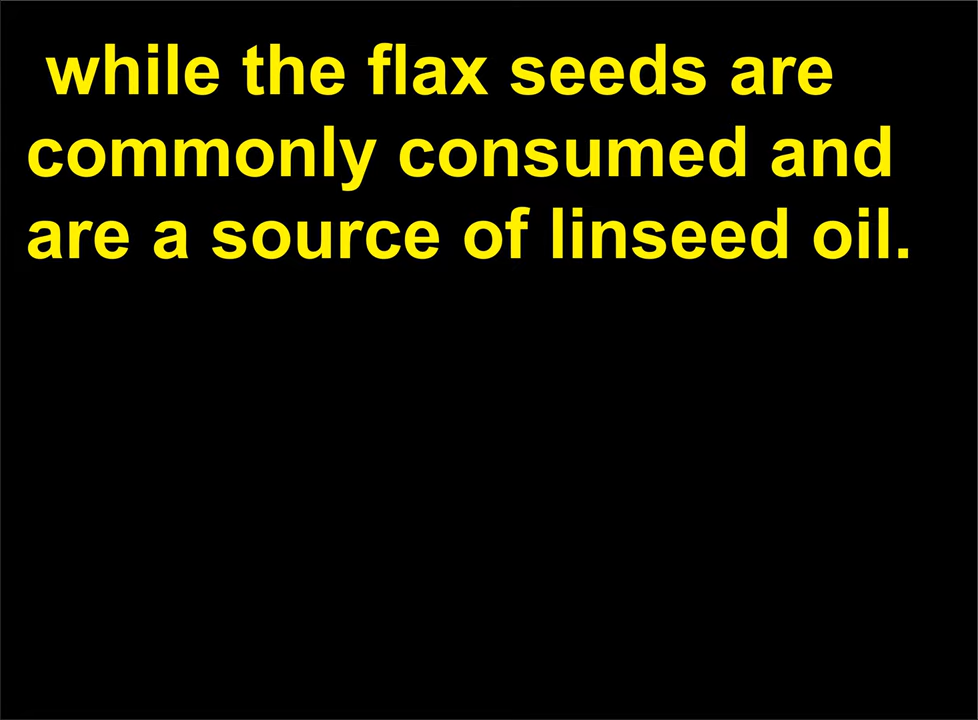 while the flax seeds are
commonly consumed and
are a source of linseed oil.